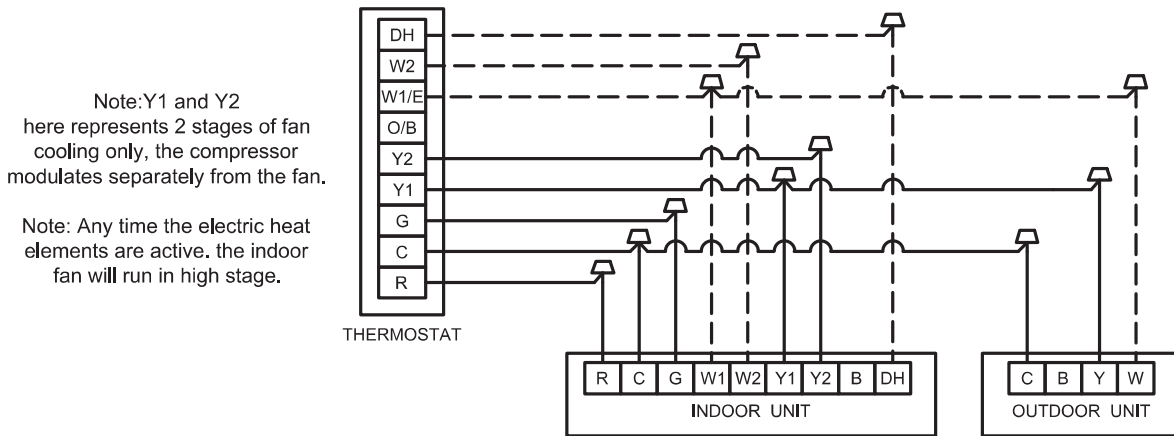 Note:Y1 and Y2
here represents 2 stages of fan
cooling only, the compressor
modulates separately from the fan.
Note: Any time the electric heat
elements are active. the indoor
fan will run in high stage.
DH
W2
W1/E
O/B
Y2
Y1
G
C
R
THERMOSTAT
R C G W1 W2 Y1 Y2 B DH
INDOOR UNIT
C B Y W
OUTDOOR UNIT